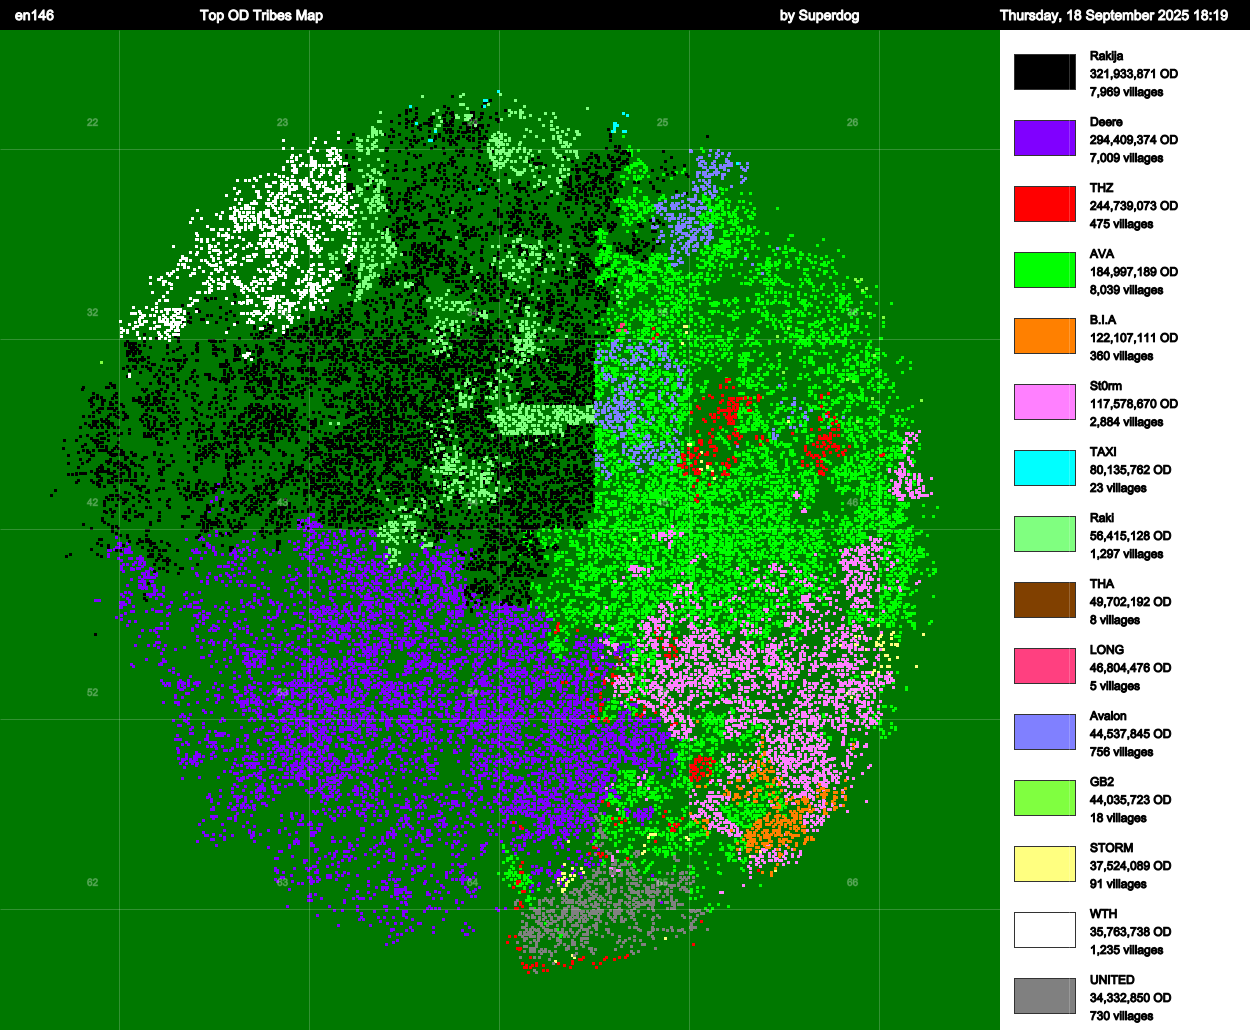 en146 Top OD Tribes Map by Superdog Thursday, 18 September 2025 18:19
Rakija
321,933,871 OD
7,969 villages
Deere
294,409,374 OD
7,009 villages
THZ
244,739,073 OD
475 villages
AVA
184,997,189 OD
8,039 villages
B.I.A
122,107,111 OD
360 villages
St0rm
117,578,670 OD
2,884 villages
TAXI
80,135,762 OD
23 villages
Raki
56,415,128 OD
1,297 villages
THA
49,702,192 OD
8 villages
LONG
46,804,476 OD
5 villages
Avalon
44,537,845 OD
756 villages
GB2
44,035,723 OD
18 villages
STORM
37,524,089 OD
91 villages
WTH
35,763,738 OD
1,235 villages
UNITED
34,332,850 OD
730 villages
22 23 25 26
32
42 43 46
52 53 54
62 63 64 66